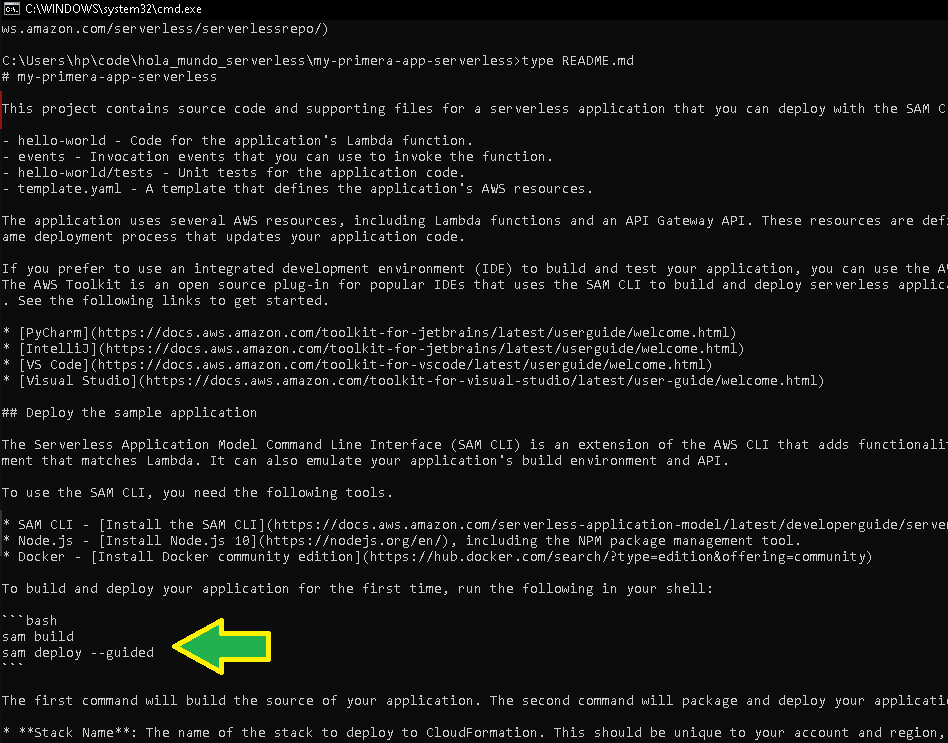 C:\WINDOWS\system32\cmd.exe
ws.amazon.com/serverless/serverlessrepo/)
C:\Users\hp\code\hola_mundo_serverless\my-primera-app-serverless>type README.md
# my-primera-app-serverless
This project contains source code and supporting files for a serverless application that you can deploy with the SAM C
- hello-world - Code for the application's Lambda function.
- events - Invocation events that you can use to invoke the function.
- hello-world/tests - Unit tests for the application code.
- template.yaml - A template that defines the application's AWS resources.
The application uses several AWS resources, including Lambda functions and an API Gateway API. These resources are defi
ame deployment process that updates your application code.
If you prefer to use an integrated development environment (IDE) to build and test your application, you can use the AW
The AWS Toolkit is an open source plug-in for popular IDEs that uses the SAM CLI to build and deploy serverless applica
. See the following links to get started.
* [PyCharm](https://docs.aws.amazon.com/toolkit-for-jetbrains/latest/userguide/welcome.html)
* [IntelliJ](https://docs.aws.amazon.com/toolkit-for-jetbrains/latest/userguide/welcome.html)
* [VS Code](https://docs.aws.amazon.com/toolkit-for-vscode/latest/userguide/welcome.html)
* [Visual Studio](https://docs.aws.amazon.com/toolkit-for-visual-studio/latest/user-guide/welcome.html)
## Deploy the sample application
The Serverless Application Model Command Line Interface (SAM CLI) is an extension of the AWS CLI that adds functionalit
ment that matches Lambda. It can also emulate your application's build environment and API.
To use the SAM CLI, you need the following tools.
* SAM CLI - [Install the SAM CLI](https://docs.aws.amazon.com/serverless-application-model/latest/developerguide/server
* Node.js - [Install Node.js 10](https://nodejs.org/en/), including the NPM package management tool.
* Docker - [Install Docker community edition](https://hub.docker.com/search/?type=edition&offering=community)
To build and deploy your application for the first time, run the following in your shell:
```bash
sam build
sam deploy --guided
```
The first command will build the source of your application. The second command will package and deploy your applicatio
* **Stack Name**: The name of the stack to deploy to CloudFormation. This should be unique to your account and region,